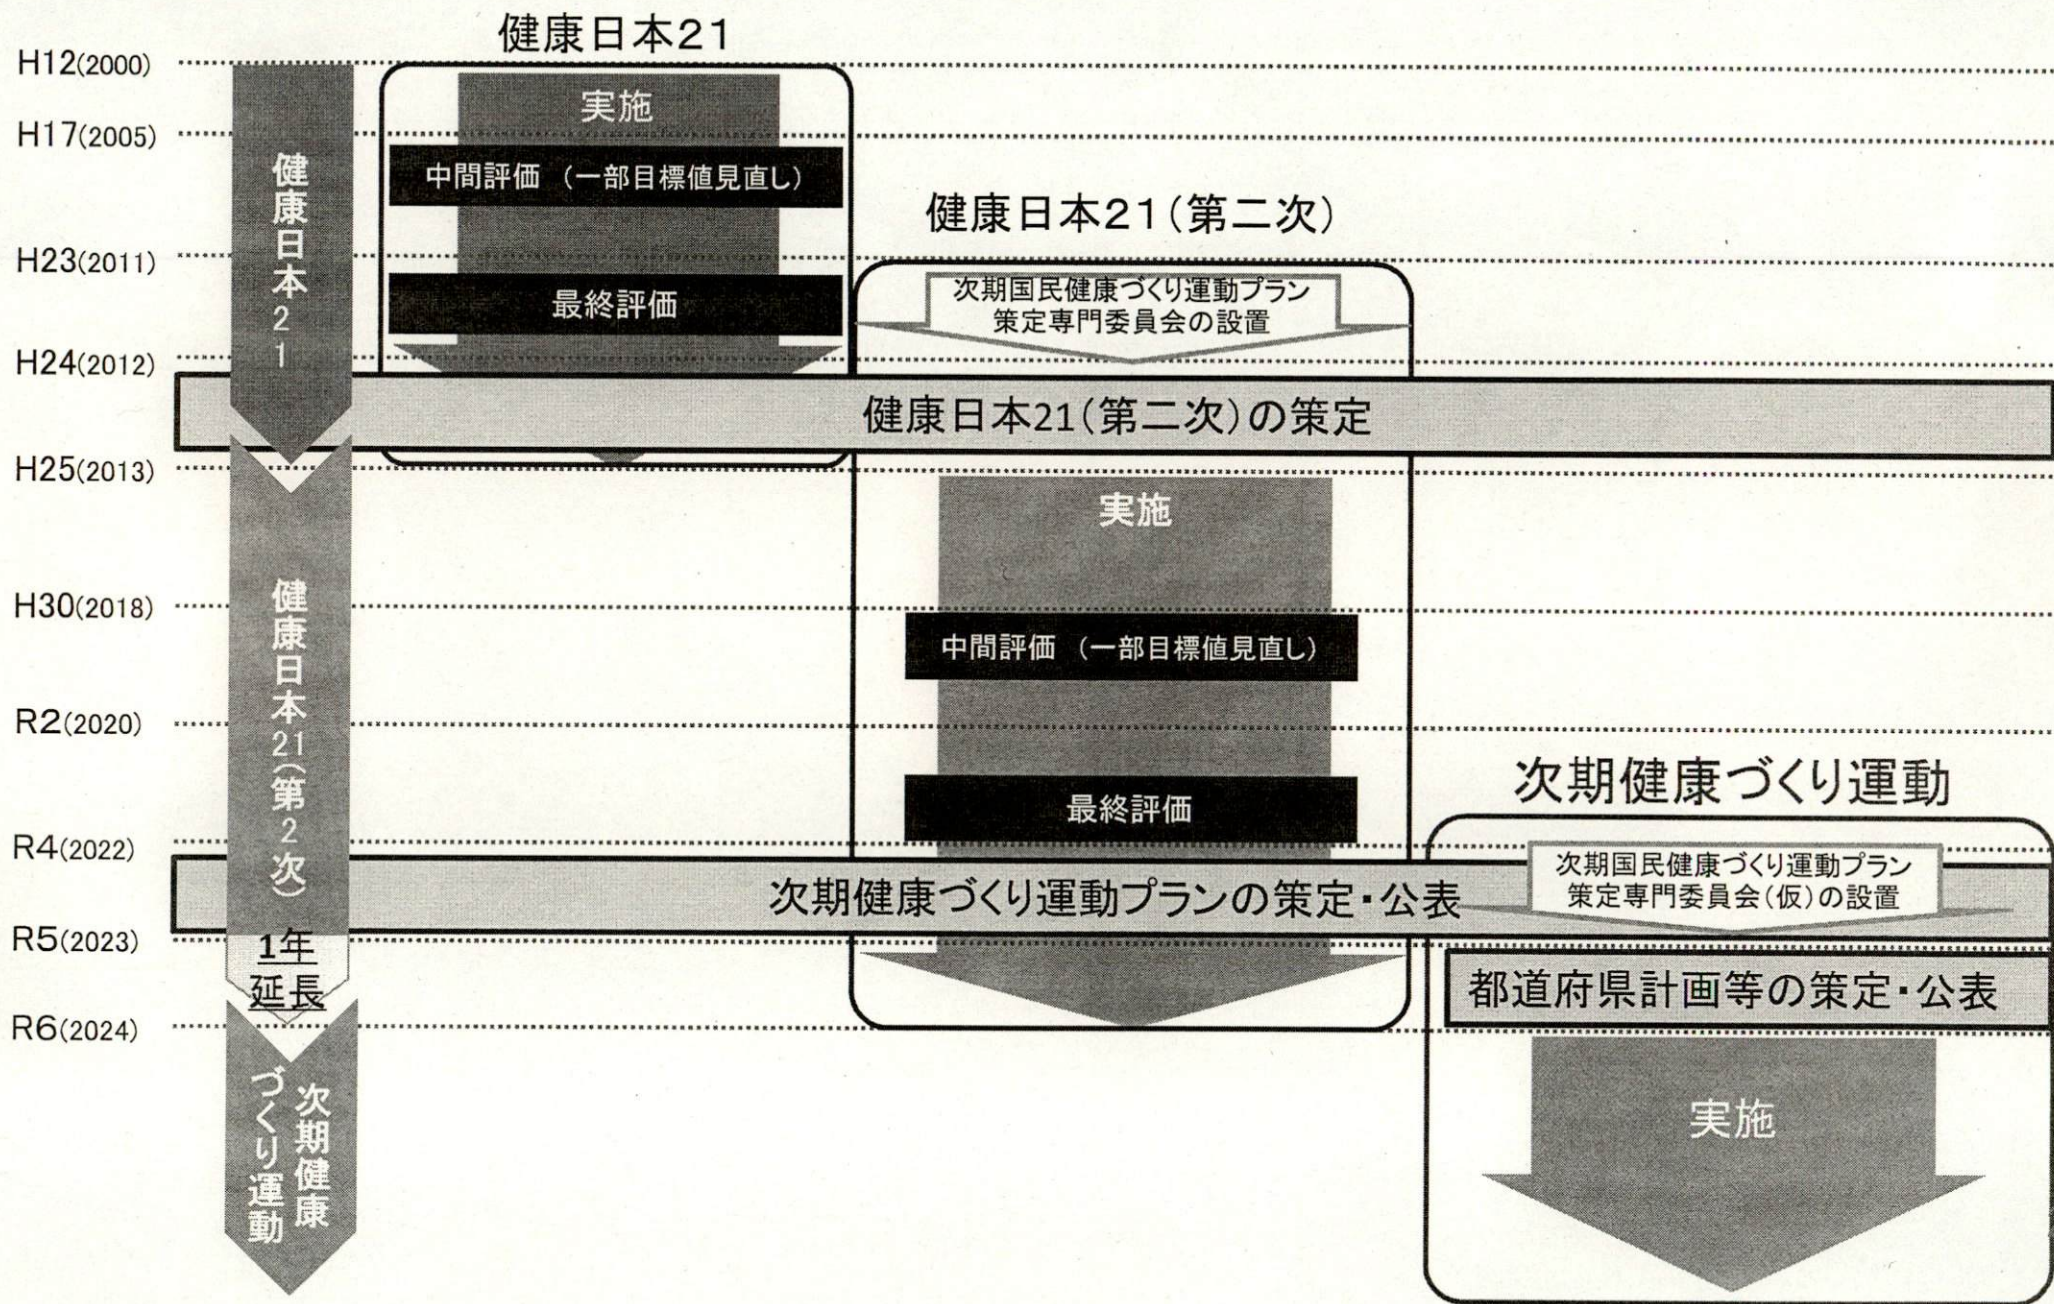 健康日本21
H12(2000)
実施
H17(2005)
中間評価 （一部目標値見直し）
健康日本21(第二次)
H23(2011)
次期国民健康づくり運動プラン
策定専門委員会の設置
最終評価
健康日本21
H24(2012)
健康日本21(第二次)の策定
H25(2013)
実施
H30(2018)
中間評価 （一部目標値見直し）
健康日本21(第2次)
R2(2020)
次期健康づくり運動
最終評価
R4(2022)
次期国民健康づくり運動プラン
策定専門委員会(仮)の設置
次期健康づくり運動プランの策定・公表
R5(2023)
1年
延長
都道府県計画等の策定・公表
R6(2024)
次期健康
づくり運動
実施